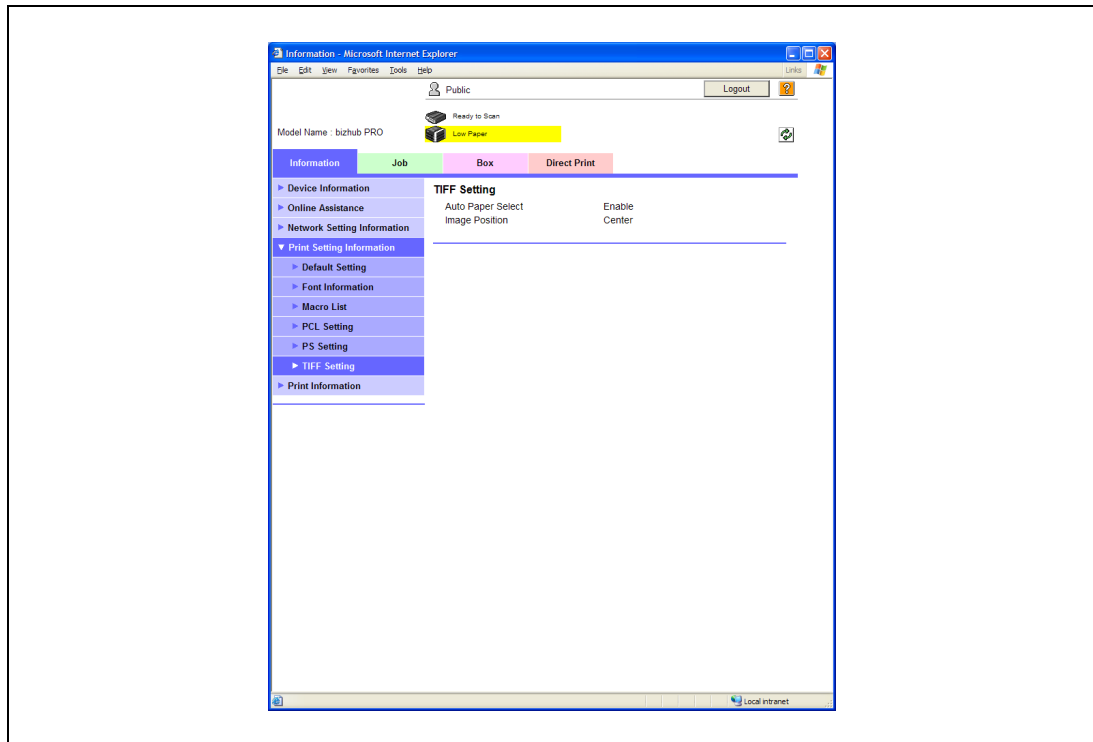 Information - Microsoft Internet Explorer
File Edit View Favorites Tools Help
Links
Public
Logout
?
Ready to Scan
Model Name : bizhub PRO
Low Paper
Information
Job
Box
Direct Print
Device Information
Online Assistance
Network Setting Information
Print Setting Information
Default Setting
Font Information
Macro List
PCL Setting
PS Setting
TIFF Setting
Print Information
TIFF Setting
Auto Paper Select Enable
Image Position Center
Local intranet